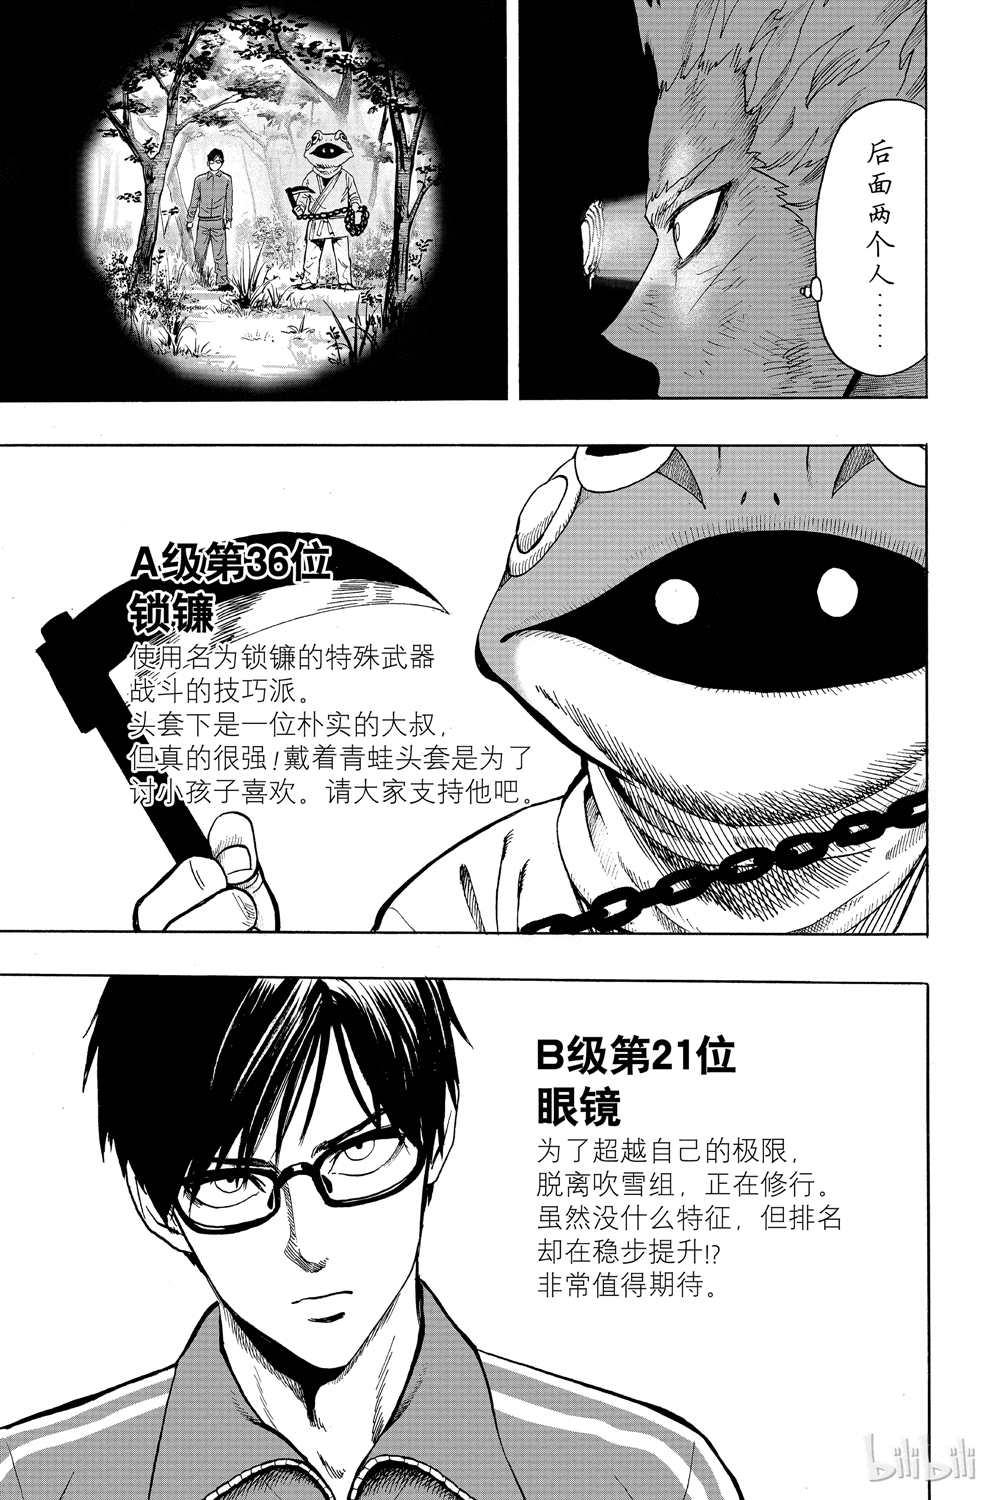 后面两个人……
A级第36位
锁镰
使用名为锁镰的特殊武器
战斗的技巧派。
头套下是一位朴实的大叔，
但真的很强！戴着青蛙头套是为了
讨小孩子喜欢。请大家支持他吧。
B级第21位
眼镜
为了超越自己的极限，
脱离吹雪组，正在修行。
虽然没什么特征，但排名
却在稳步提升!?
非常值得期待。
bilibili